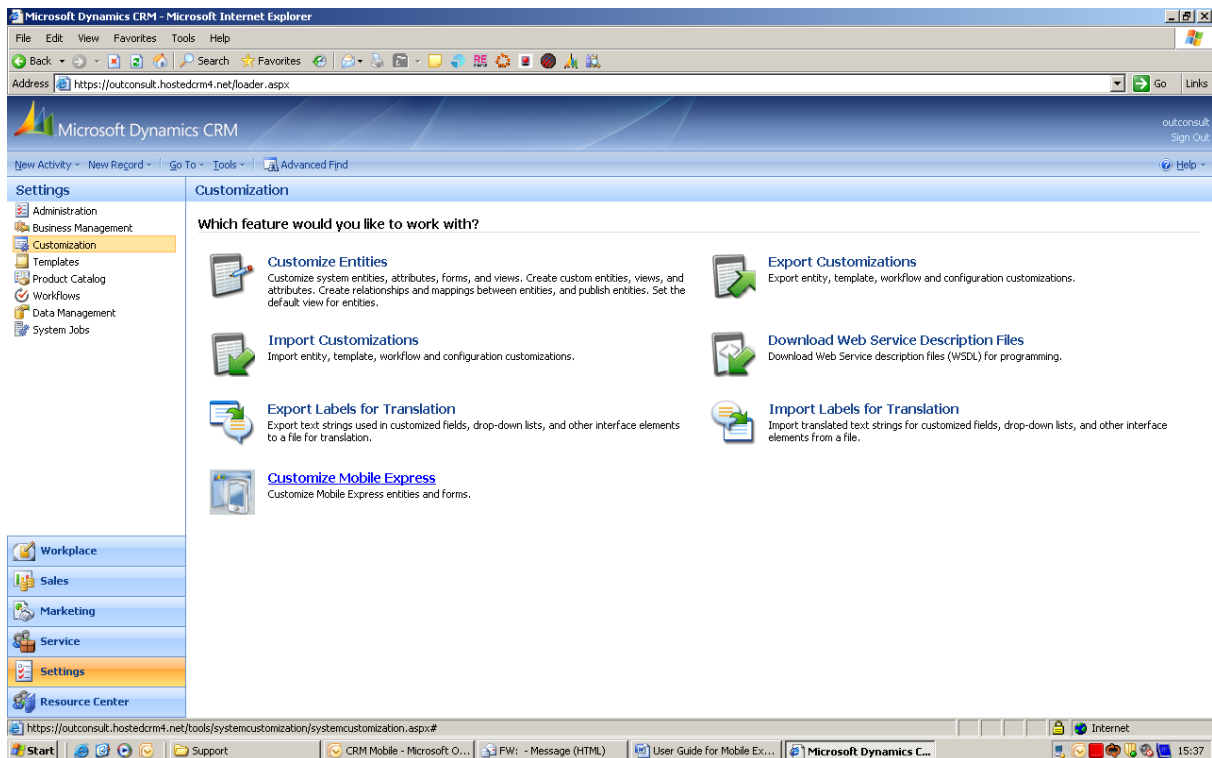 Microsoft Dynamics CRM - Microsoft Internet Explorer
File Edit View Favorites Tools Help
Back Search Favorites
Address https://outconsult.hostedcrm4.net/loader.aspx Go Links
Microsoft Dynamics CRM
outconsult
Sign Out
New Activity New Record Go To Tools Advanced Find Help
Settings
Administration
Business Management
Customization
Templates
Product Catalog
Workflows
Data Management
System Jobs
Workplace
Sales
Marketing
Service
Settings
Resource Center
Customization
Which feature would you like to work with?
Customize Entities
Customize system entities, attributes, forms, and views. Create custom entities, views, and
attributes. Create relationships and mappings between entities, and publish entities. Set the
default view for entities.
Export Customizations
Export entity, template, workflow and configuration customizations.
Import Customizations
Import entity, template, workflow and configuration customizations.
Download Web Service Description Files
Download Web Service description files (WSDL) for programming.
Export Labels for Translation
Export text strings used in customized fields, drop-down lists, and other interface elements
to a file for translation.
Import Labels for Translation
Import translated text strings for customized fields, drop-down lists, and other interface
elements from a file.
Customize Mobile Express
Customize Mobile Express entities and forms.
https://outconsult.hostedcrm4.net/tools/systemcustomization/systemcustomization.aspx# Internet
Start Support CRM Mobile - Microsoft O... FW: - Message (HTML) User Guide for Mobile Ex... Microsoft Dynamics C... 15:37